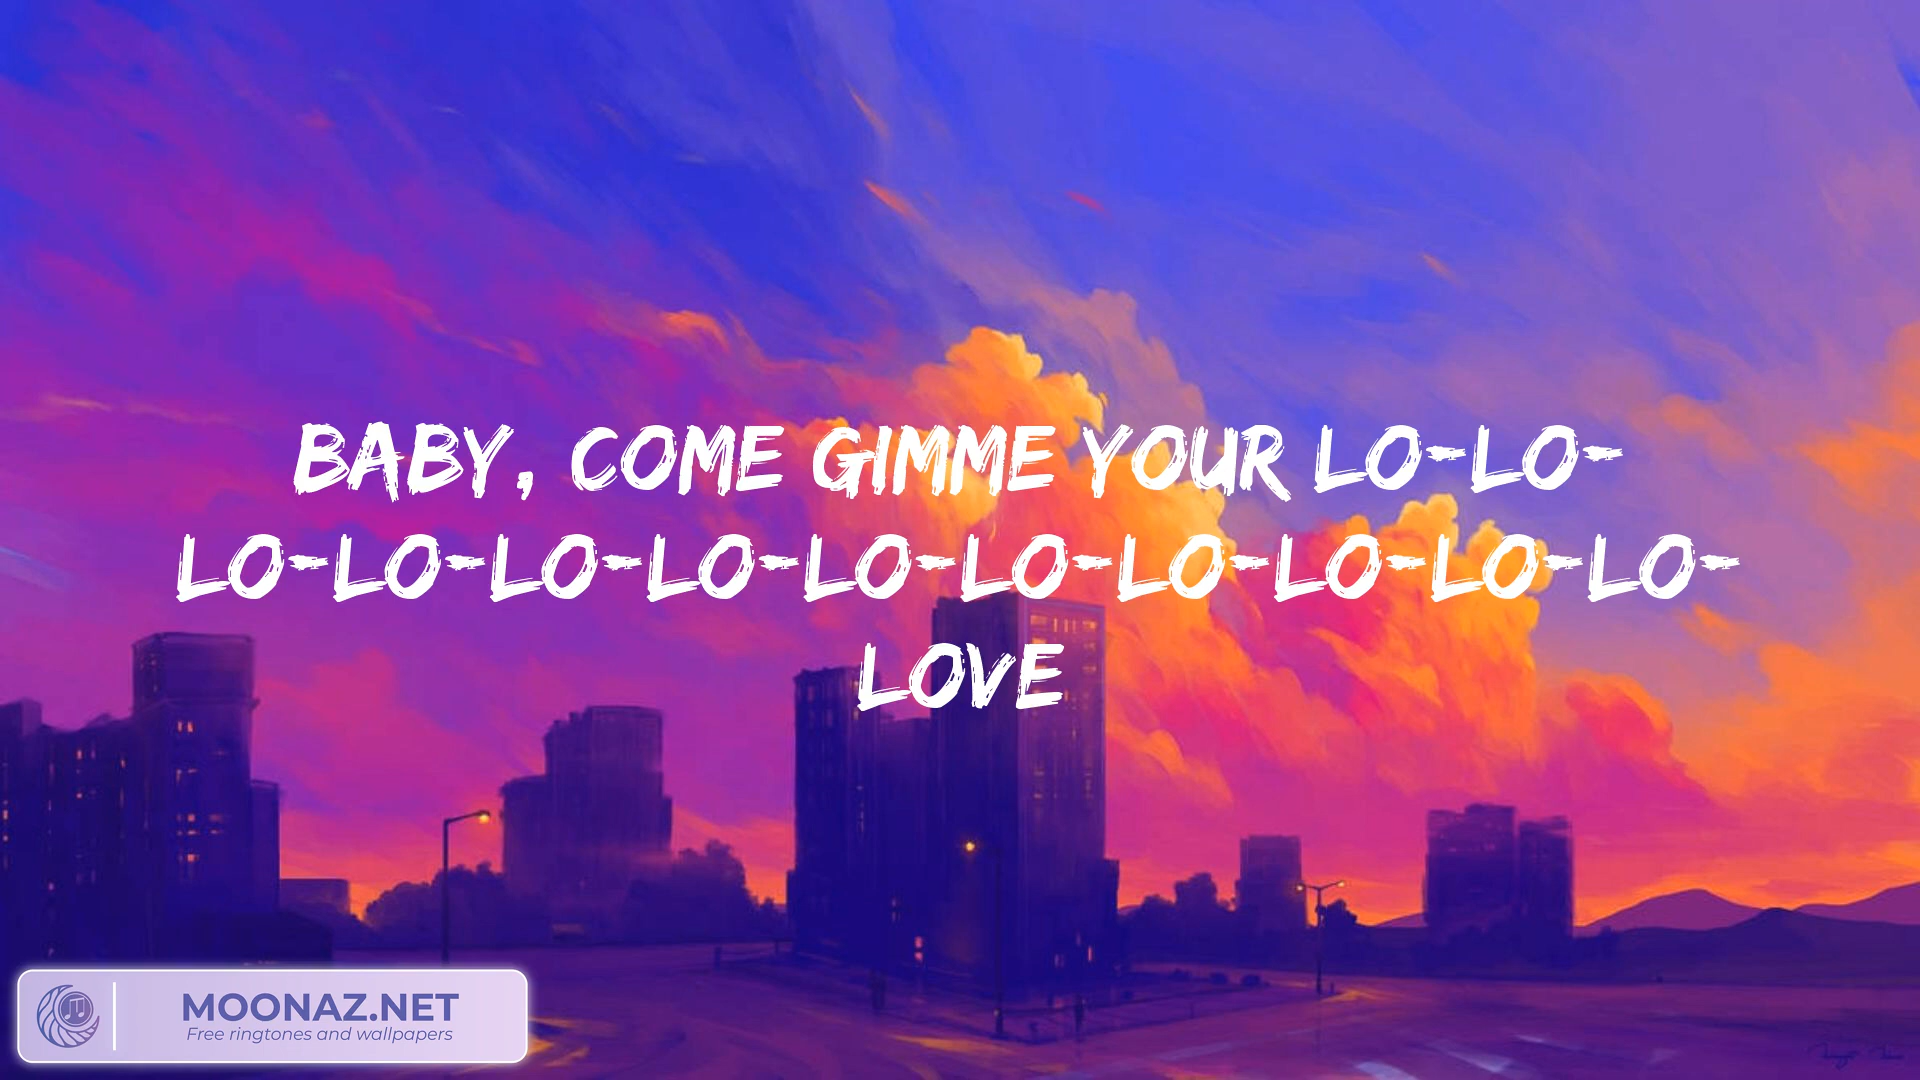 BABY, COME GIMME YOUR LO-LO-
LO-LO-LO-LO-LO-LO-LO-LO-LO-LO-
LOVE
MOONAZ.NET
Free ringtones and wallpapers